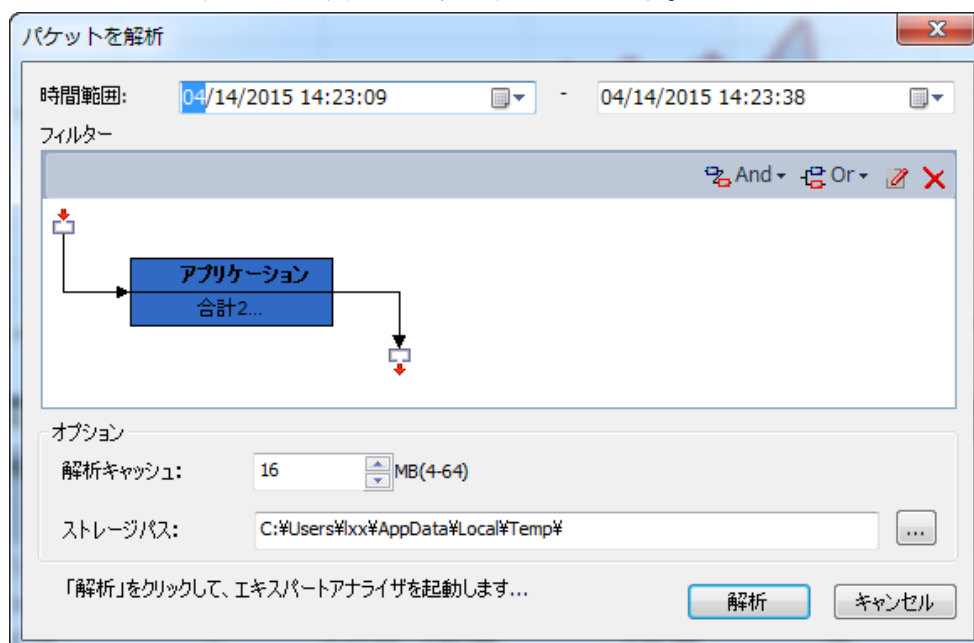 パケットを解析
時間範囲: 04/14/2015 14:23:09 - 04/14/2015 14:23:38
フィルター
And Or
アプリケーション
合計2...
オプション
解析キャッシュ: 16 MB(4-64)
ストレージパス: C:¥Users¥lxx¥AppData¥Local¥Temp¥ ...
「解析」をクリックして、エキスパートアナライザを起動します... 解析 キャンセル